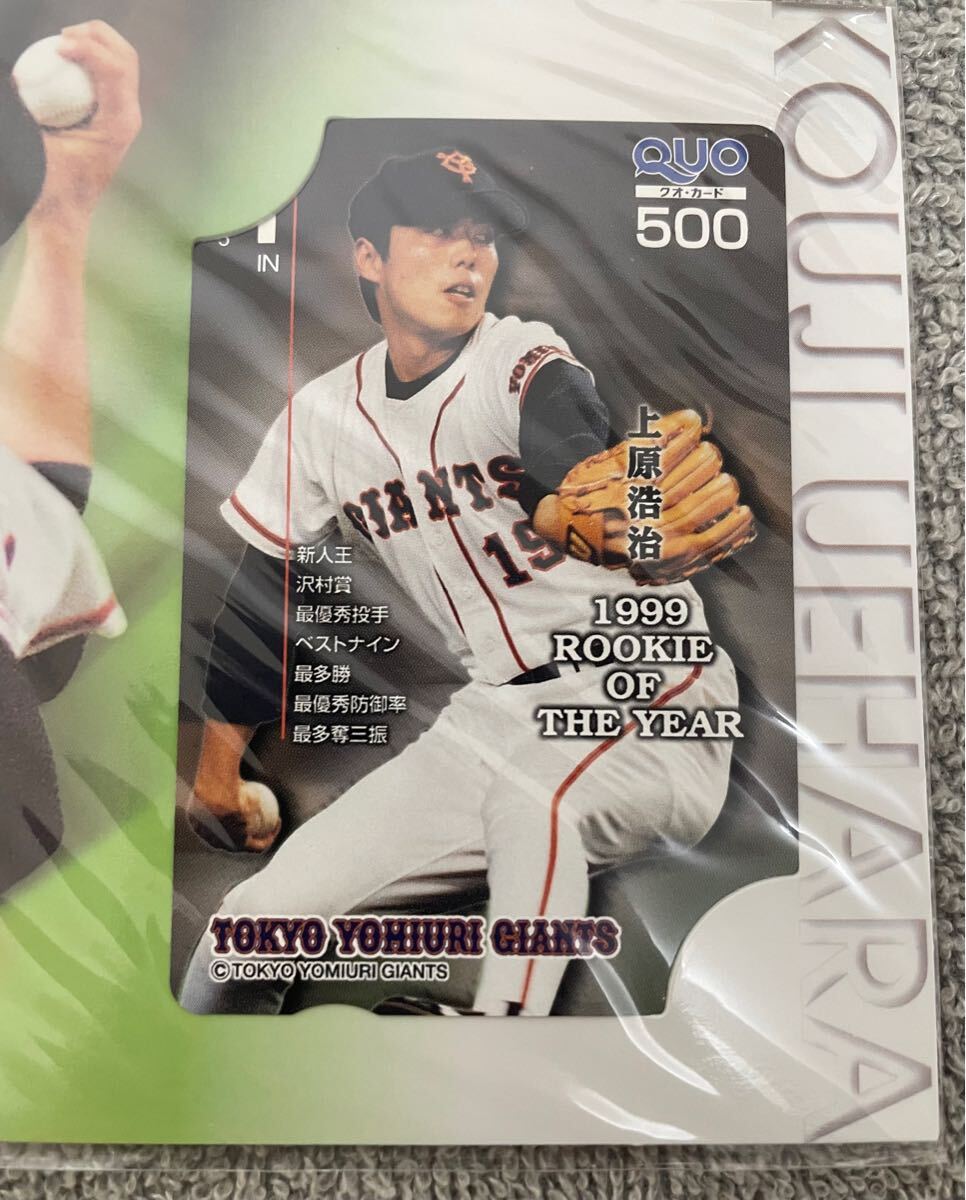 QUO
クオ・カード
500
IN
YG
YOMI
上原浩治
GIANTS
19
新人王
沢村賞
最優秀投手
ベストナイン
最多勝
最優秀防御率
最多奪三振
1999
ROOKIE
OF
THE YEAR
TOKYO YOMIURI GIANTS
© TOKYO YOMIURI GIANTS
KOUJI UEHARA